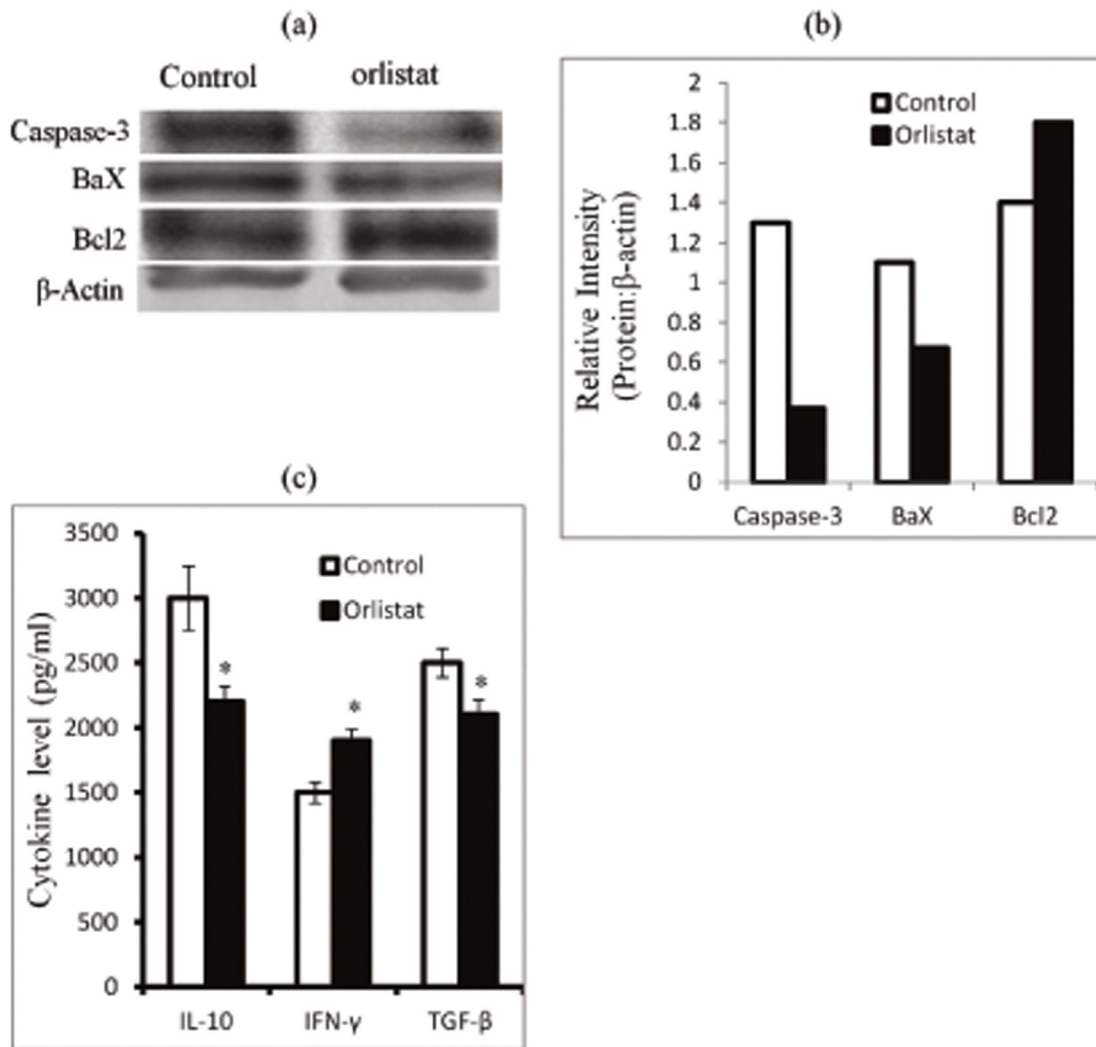 (a)
Control orlistat
Caspase-3
BaX
Bcl2
β-Actin
(b)
Relative Intensity
(Protein:β-actin)
2
1.8
1.6
1.4
1.2
1
0.8
0.6
0.4
0.2
0
Control
Orlistat
Caspase-3 BaX Bcl2
(c)
Cytokine level (pg/ml)
3500
3000
2500
2000
1500
1000
500
0
Control
Orlistat
*
*
*
IL-10 IFN-γ TGF-β